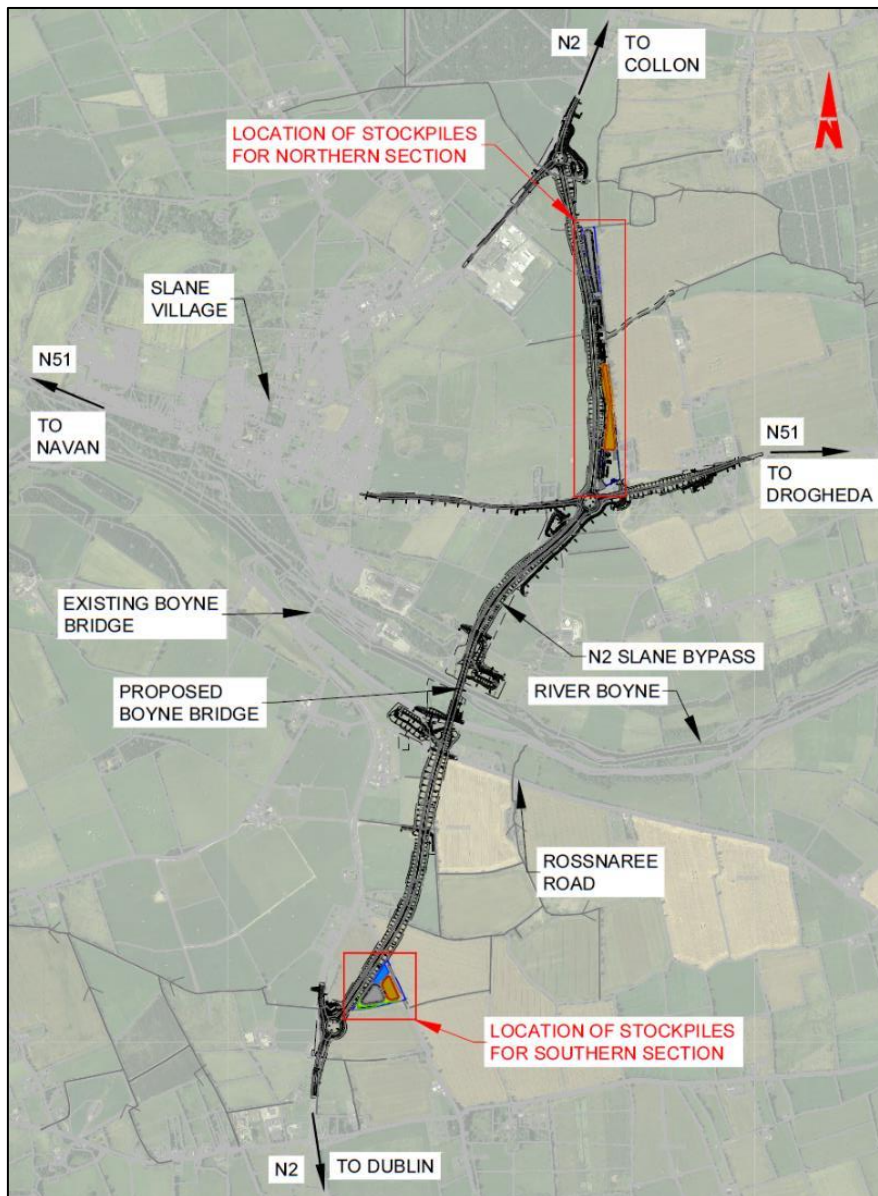 N2
TO
COLLON
LOCATION OF STOCKPILES
FOR NORTHERN SECTION
N
SLANE
VILLAGE
N51
TO
NAVAN
N51
TO
DROGHEDA
EXISTING BOYNE
BRIDGE
N2 SLANE BYPASS
RIVER BOYNE
PROPOSED
BOYNE BRIDGE
ROSSNAREE
ROAD
LOCATION OF STOCKPILES
FOR SOUTHERN SECTION
N2
TO DUBLIN